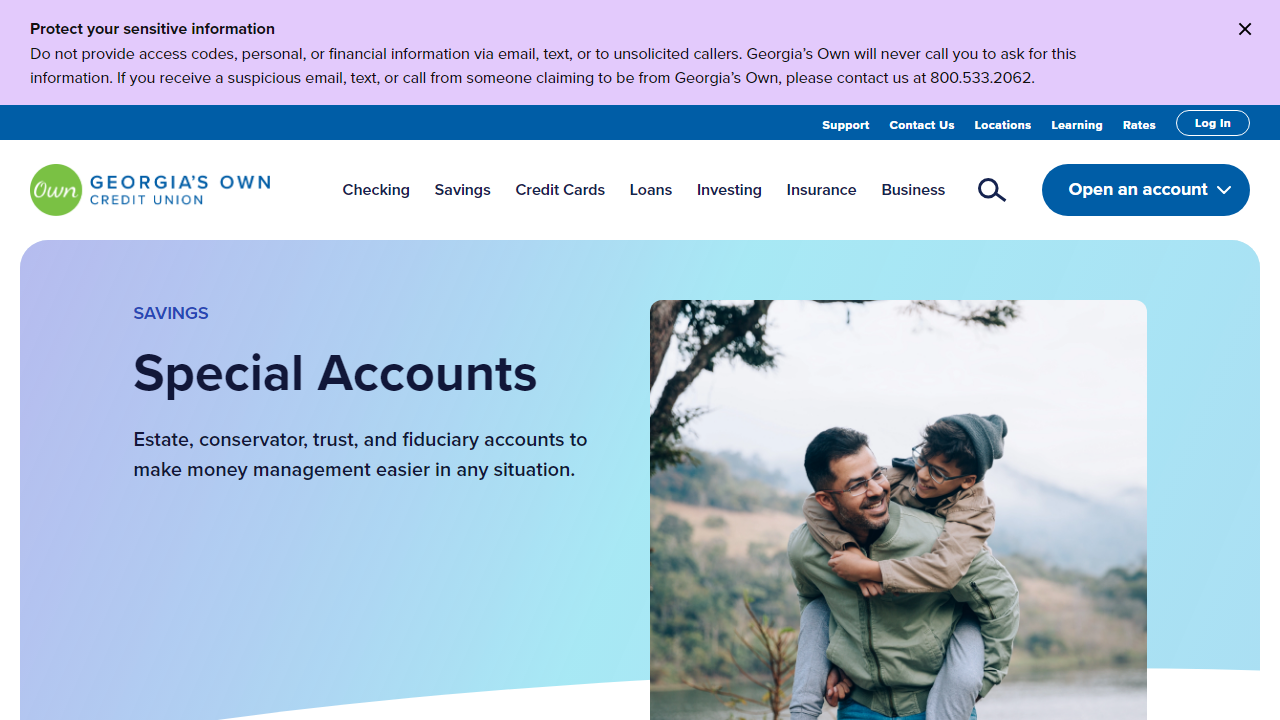 Protect your sensitive information
Do not provide access codes, personal, or financial information via email, text, or to unsolicited callers. Georgia’s Own will never call you to ask for this
information. If you receive a suspicious email, text, or call from someone claiming to be from Georgia’s Own, please contact us at 800.533.2062.
Support Contact Us Locations Learning Rates Log In
Own GEORGIA’S OWN
CREDIT UNION
Checking Savings Credit Cards Loans Investing Insurance Business Open an account
SAVINGS
Special Accounts
Estate, conservator, trust, and fiduciary accounts to
make money management easier in any situation.